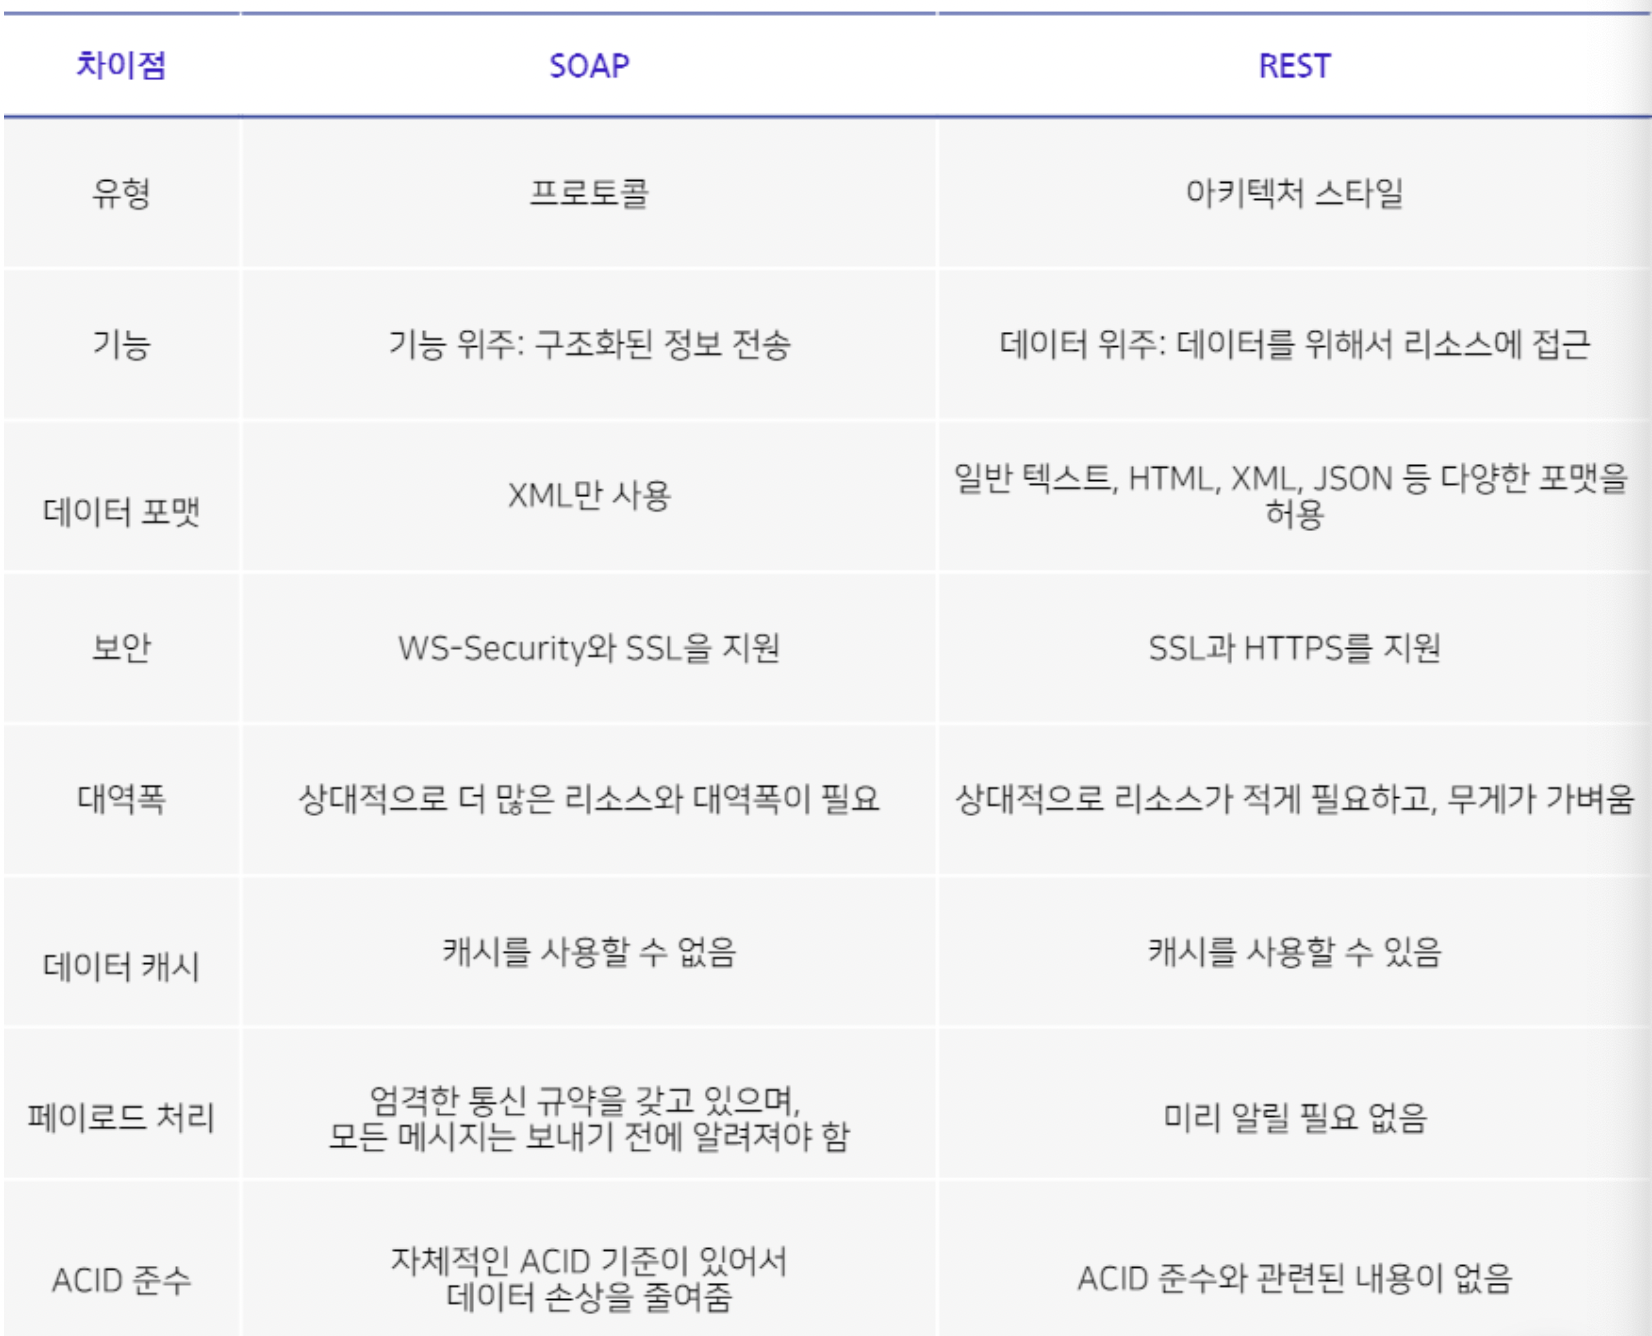 차이점 SOAP REST
유형 프로토콜 아키텍처 스타일
기능 기능 위주: 구조화된 정보 전송 데이터 위주: 데이터를 위해서 리소스에 접근
데이터 포맷 XML만 사용 일반 텍스트, HTML, XML, JSON 등 다양한 포맷을
허용
보안 WS-Security와 SSL을 지원 SSL과 HTTPS를 지원
대역폭 상대적으로 더 많은 리소스와 대역폭이 필요 상대적으로 리소스가 적게 필요하고, 무게가 가벼움
데이터 캐시 캐시를 사용할 수 없음 캐시를 사용할 수 있음
페이로드 처리 엄격한 통신 규약을 갖고 있으며,
모든 메시지는 보내기 전에 알려져야 함 미리 알릴 필요 없음
ACID 준수 자체적인 ACID 기준이 있어서
데이터 손상을 줄여줌 ACID 준수와 관련된 내용이 없음